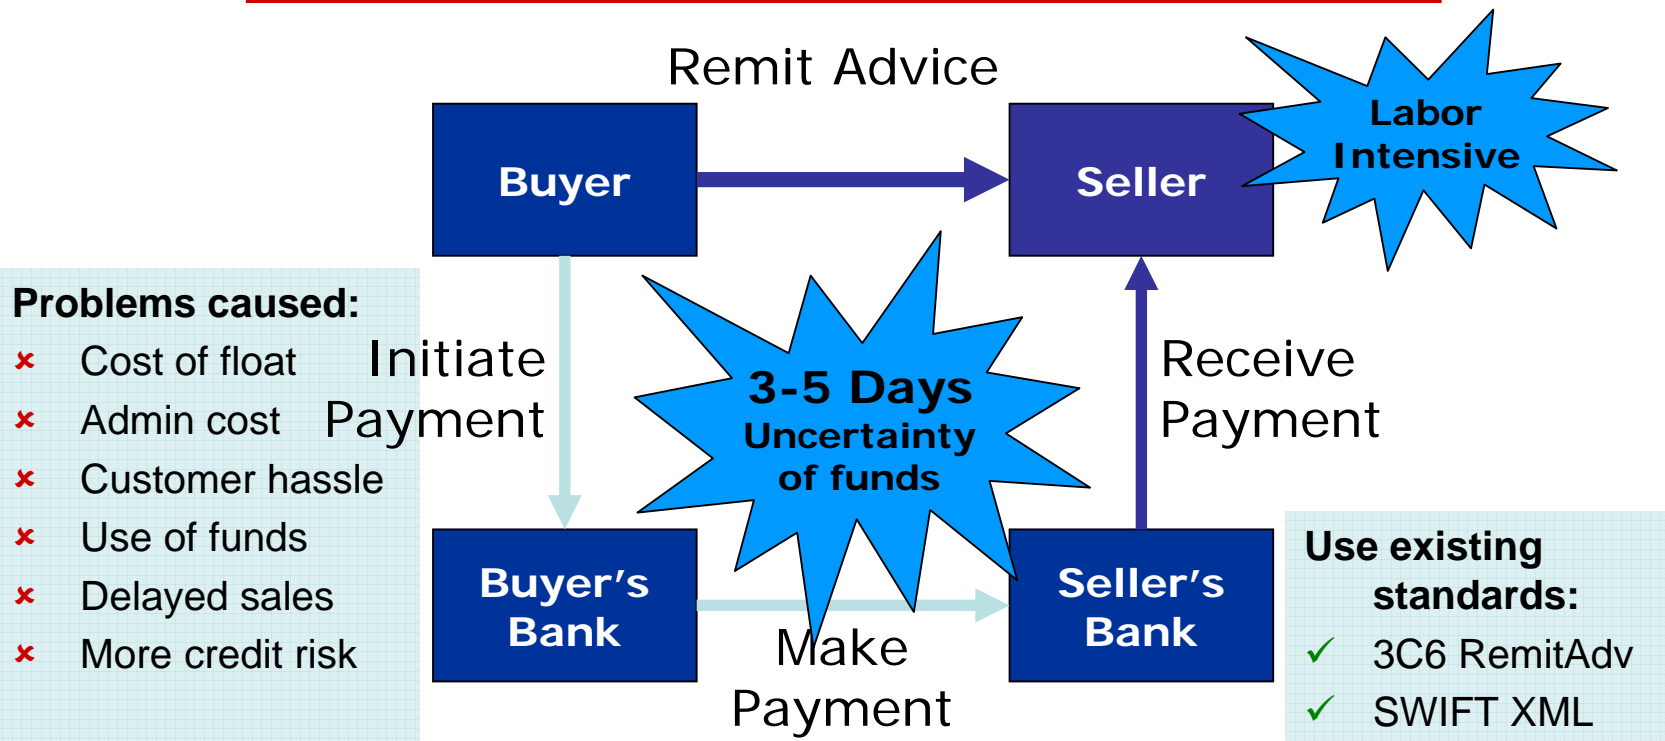 Remit Advice
Labor
Intensive
Buyer
Seller
Problems caused:
× Cost of float
× Admin cost
× Customer hassle
× Use of funds
× Delayed sales
× More credit risk
Initiate
Payment
3-5 Days
Uncertainty
of funds
Receive
Payment
Buyer’s
Bank
Seller’s
Bank
Make
Payment
Use existing
standards:
✓ 3C6 RemitAdv
✓ SWIFT XML